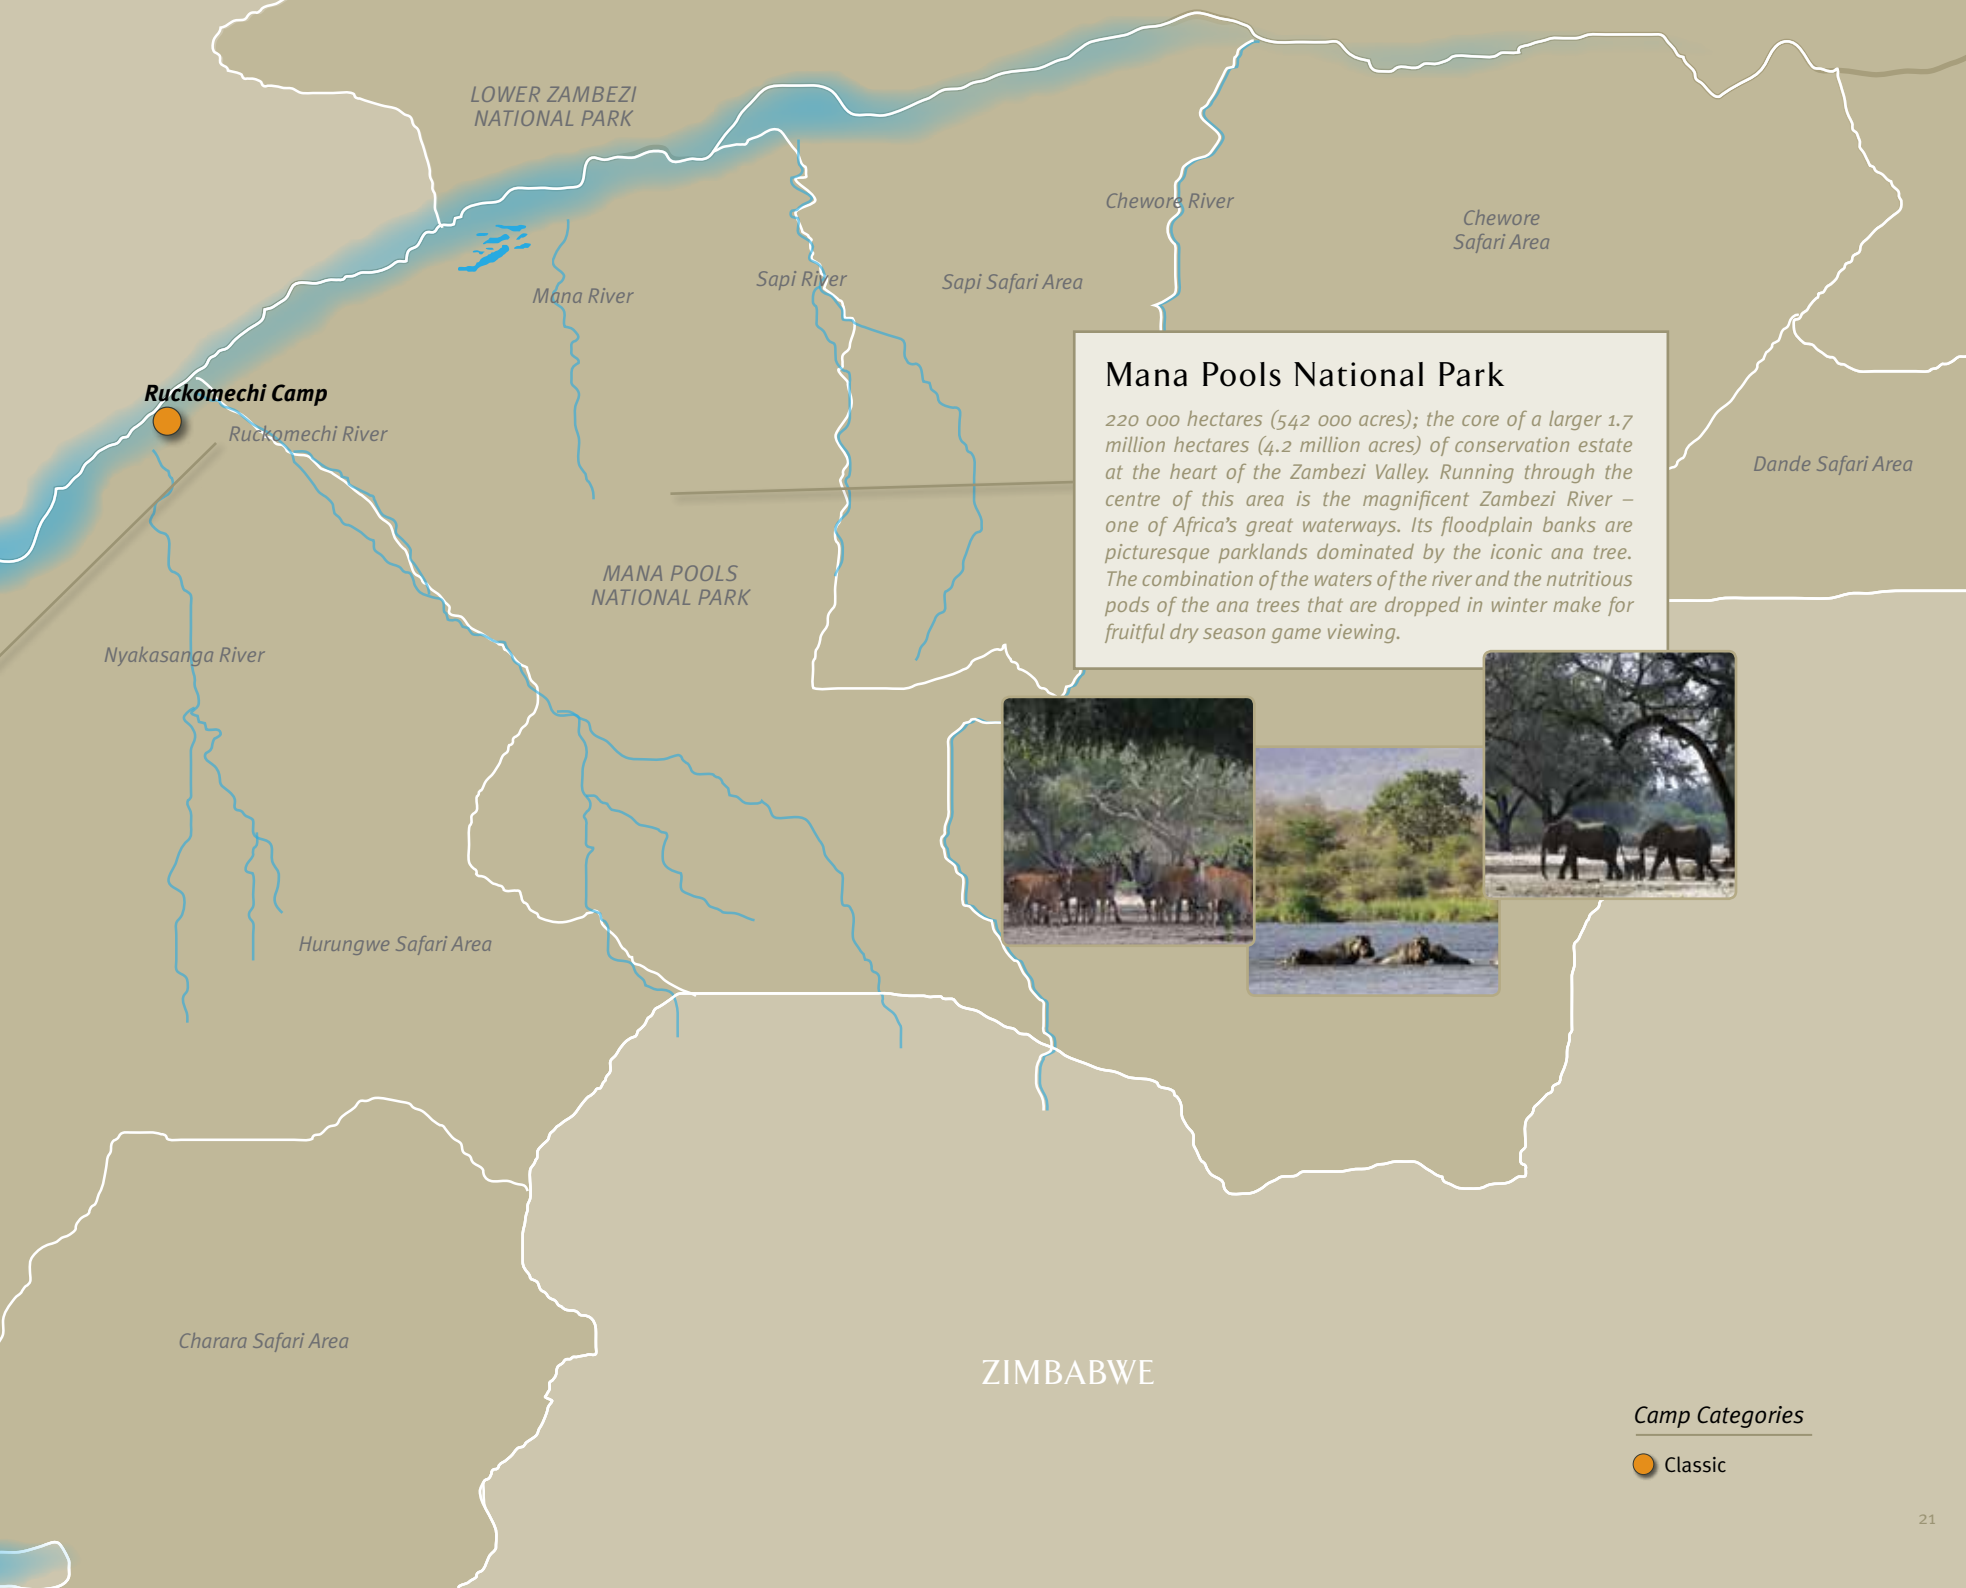 LOWER ZAMBEZI
NATIONAL PARK
Chewore River
Chewore
Safari Area
Sapi River
Sapi Safari Area
Mana River
Ruckomechi Camp
Ruckomechi River
Mana Pools National Park
220 000 hectares (542 000 acres); the core of a larger 1.7
million hectares (4.2 million acres) of conservation estate
at the heart of the Zambezi Valley. Running through the
centre of this area is the magnificent Zambezi River –
one of Africa's great waterways. Its floodplain banks are
picturesque parklands dominated by the iconic ana tree.
The combination of the waters of the river and the nutritious
pods of the ana trees that are dropped in winter make for
fruitful dry season game viewing.
Dande Safari Area
MANA POOLS
NATIONAL PARK
Nyakasanga River
Hurungwe Safari Area
Charara Safari Area
ZIMBABWE
Camp Categories
Classic
21